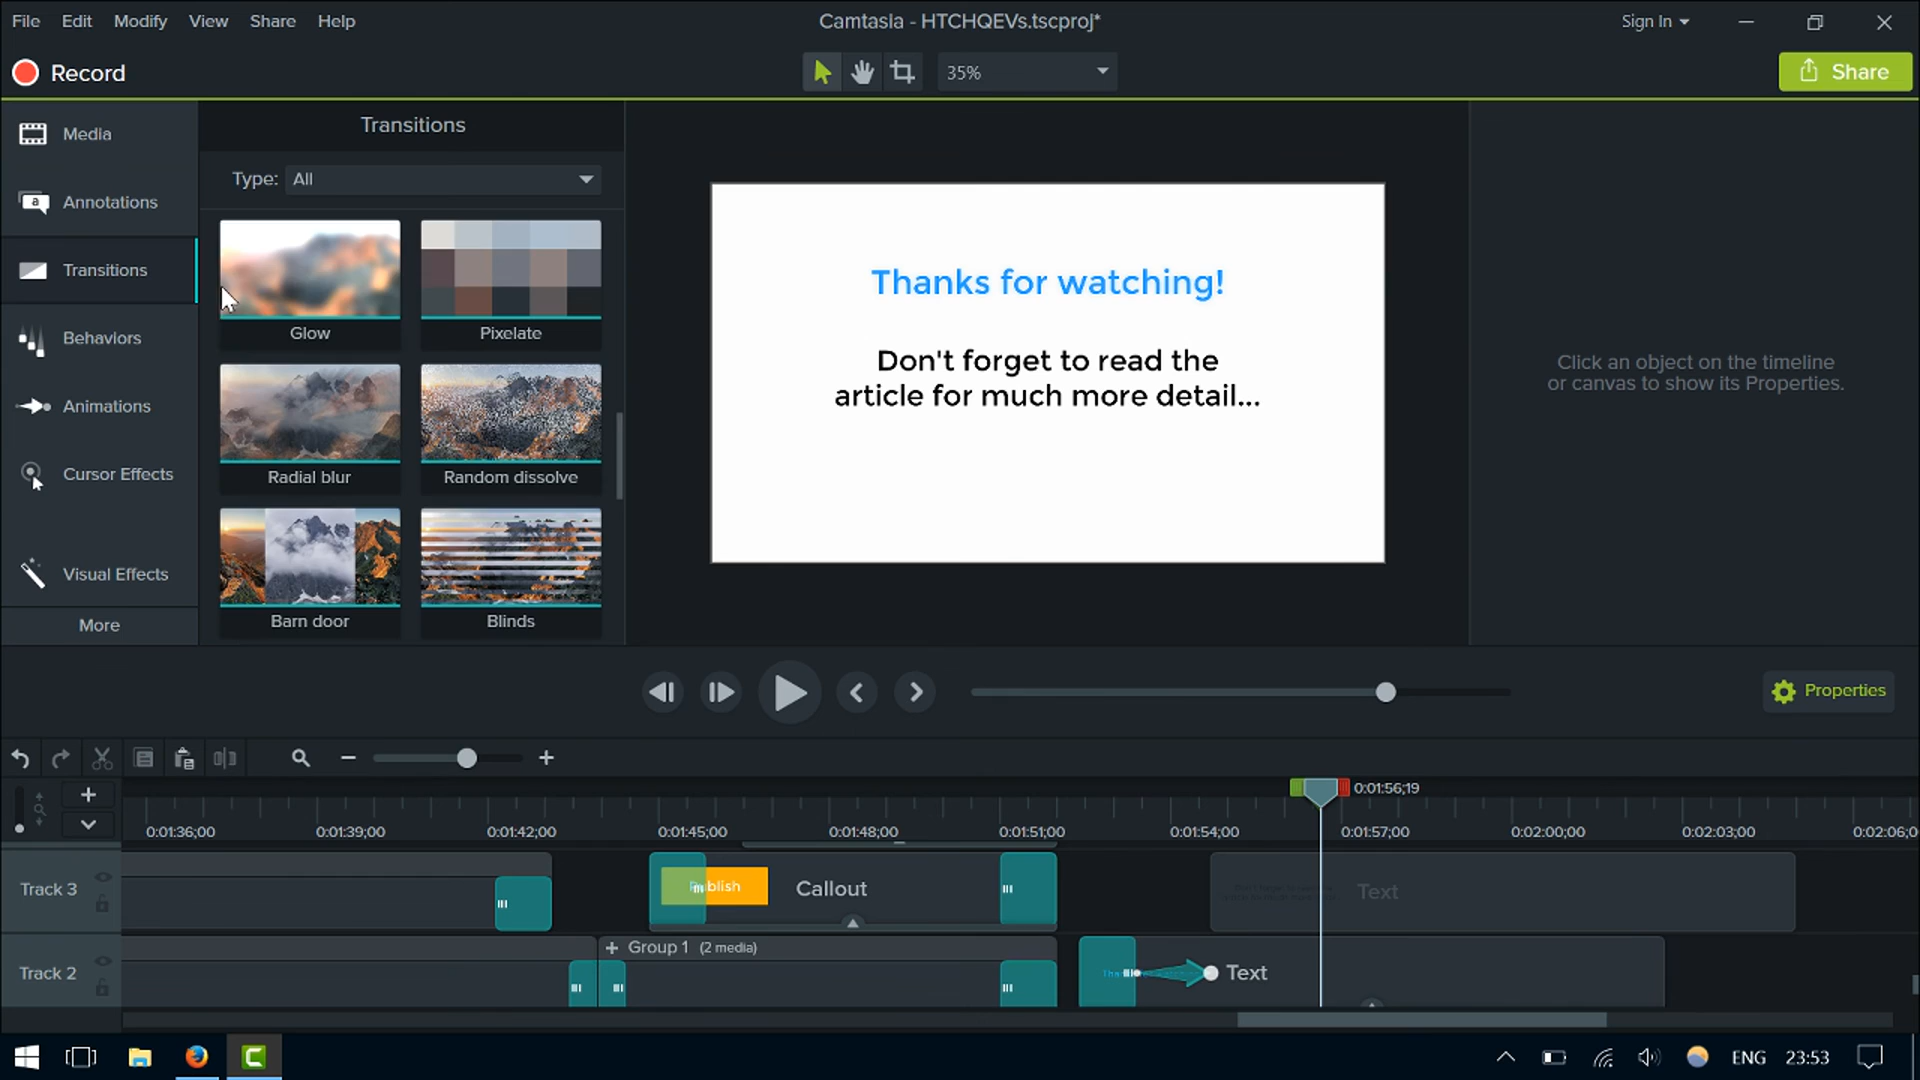 File Edit Modify View Share Help
Camtasia - HTCHQEVs.tscproj*
Sign In
Record
35%
Share
Media
Annotations
Transitions
Behaviors
Animations
Cursor Effects
Visual Effects
More
Transitions
Type: All
Glow
Pixelate
Radial blur
Random dissolve
Barn door
Blinds
Thanks for watching!
Don't forget to read the
article for much more detail...
Click an object on the timeline
or canvas to show its Properties.
Properties
0:01:56;19
0:01:36;00 0:01:39;00 0:01:42;00 0:01:45;00 0:01:48;00 0:01:51;00 0:01:54;00 0:01:57;00 0:02:00;00 0:02:03;00 0:02:06;0
Track 3
Callout
Text
Track 2
+ Group 1 (2 media)
Text
ENG 23:53